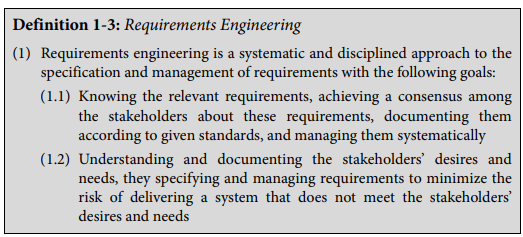 Definition 1-3: Requirements Engineering
(1) Requirements engineering is a systematic and disciplined approach to the
specification and management of requirements with the following goals:
(1.1) Knowing the relevant requirements, achieving a consensus among
the stakeholders about these requirements, documenting them
according to given standards, and managing them systematically
(1.2) Understanding and documenting the stakeholders’ desires and
needs, they specifying and managing requirements to minimize the
risk of delivering a system that does not meet the stakeholders’
desires and needs